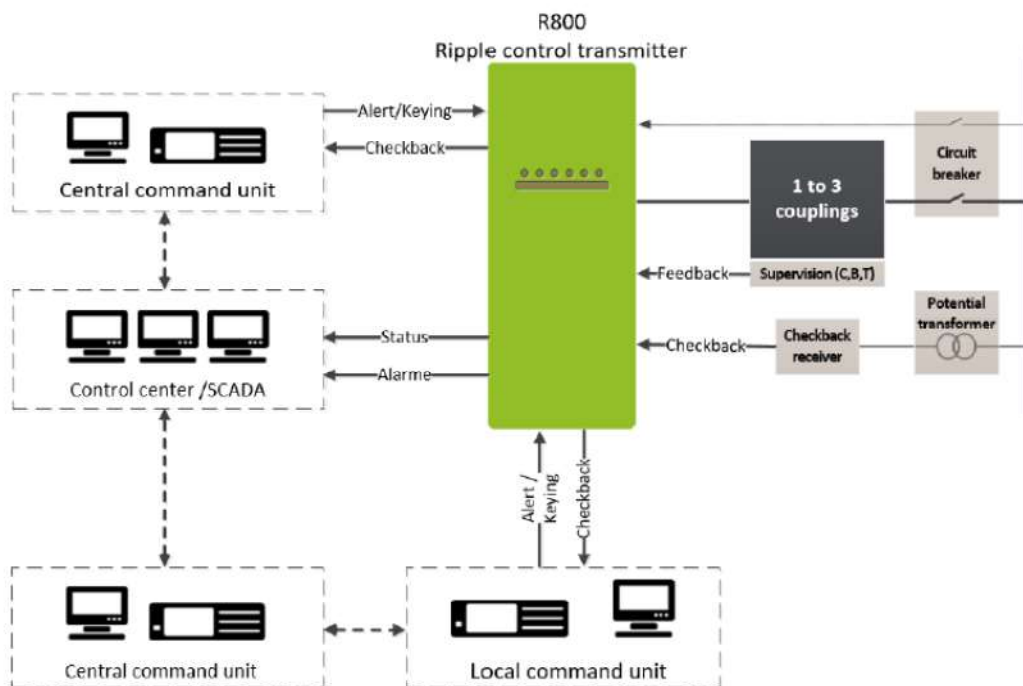 R800
Ripple control transmitter
Alert/Keying
Checkback
Central command unit
Circuit
breaker
1 to 3
couplings
Feedback
Supervision (C,B,T)
Status
Alarme
Control center /SCADA
Potential
transformer
Checkback
Checkback
receiver
Alert /
Keying
Checkback
Central command unit
Local command unit